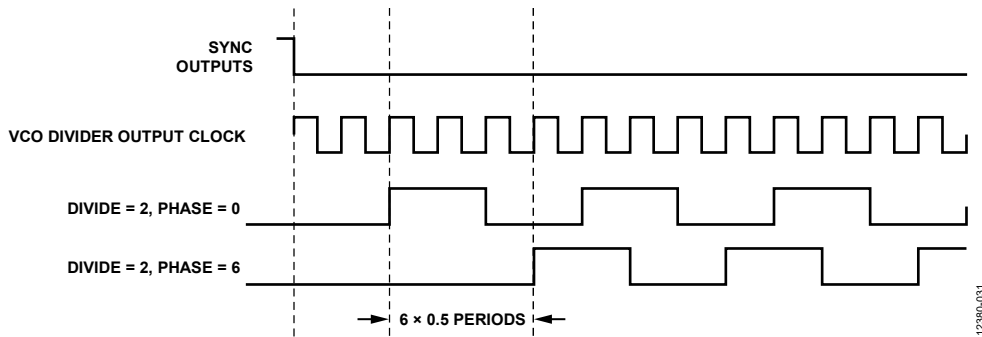 SYNC
OUTPUTS
VCO DIVIDER OUTPUT CLOCK
DIVIDE = 2, PHASE = 0
DIVIDE = 2, PHASE = 6
6 × 0.5 PERIODS
12380-031